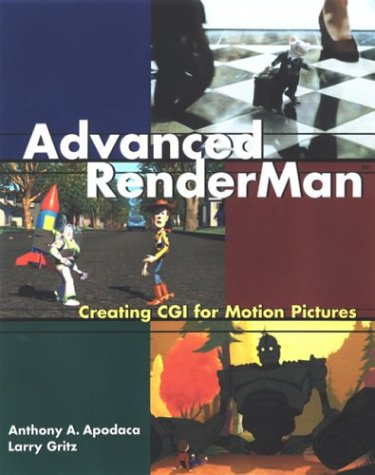 Advanced
RenderMan
Creating CGI for Motion Pictures
Anthony A. Apodaca
Larry Gritz